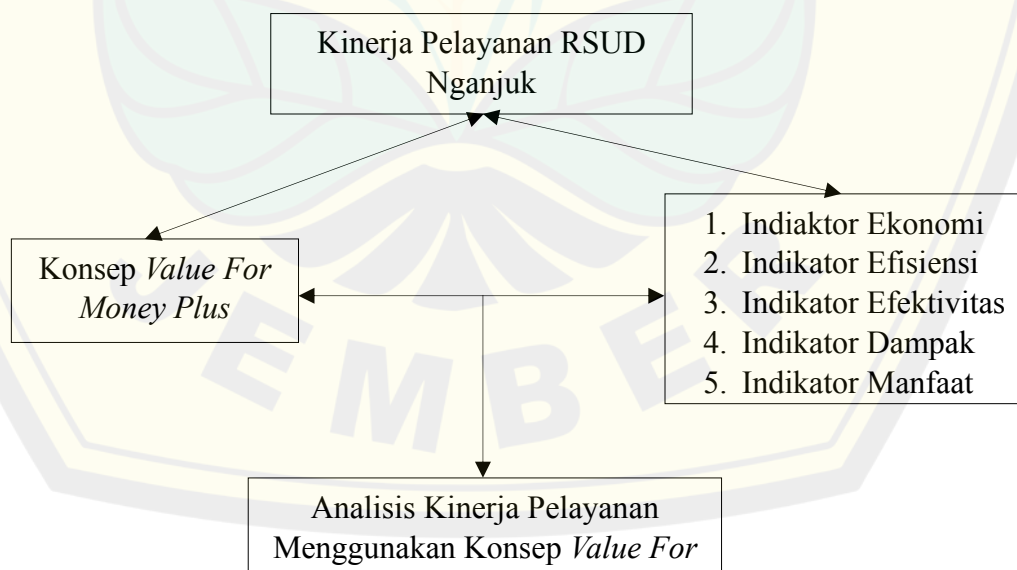 Kinerja Pelayanan RSUD
Nganjuk
Konsep Value For
Money Plus
1. Indiaktor Ekonomi
2. Indikator Efisiensi
3. Indikator Efektivitas
4. Indikator Dampak
5. Indikator Manfaat
JEMBER
Analisis Kinerja Pelayanan
Menggunakan Konsep Value For